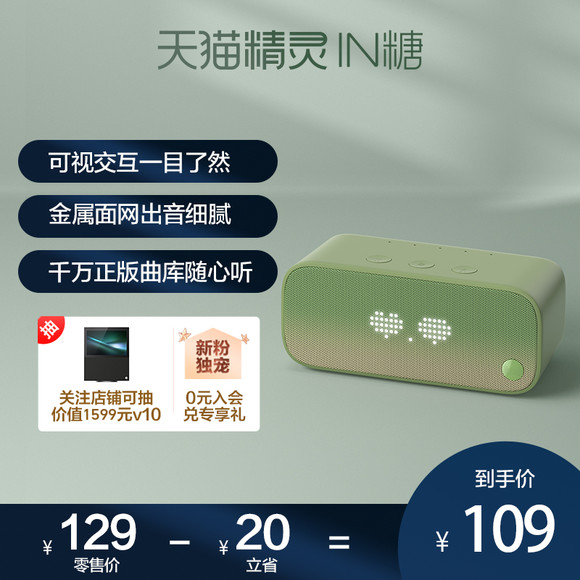 天猫精灵IN糖
可视交互一目了然
金属面网出音细腻
千万正版曲库随心听
抽
新粉
独宠
关注店铺可抽
价值1599元v10
0元入会
兑专享礼
到手价
¥129 - ¥20 = ¥109
零售价 立省